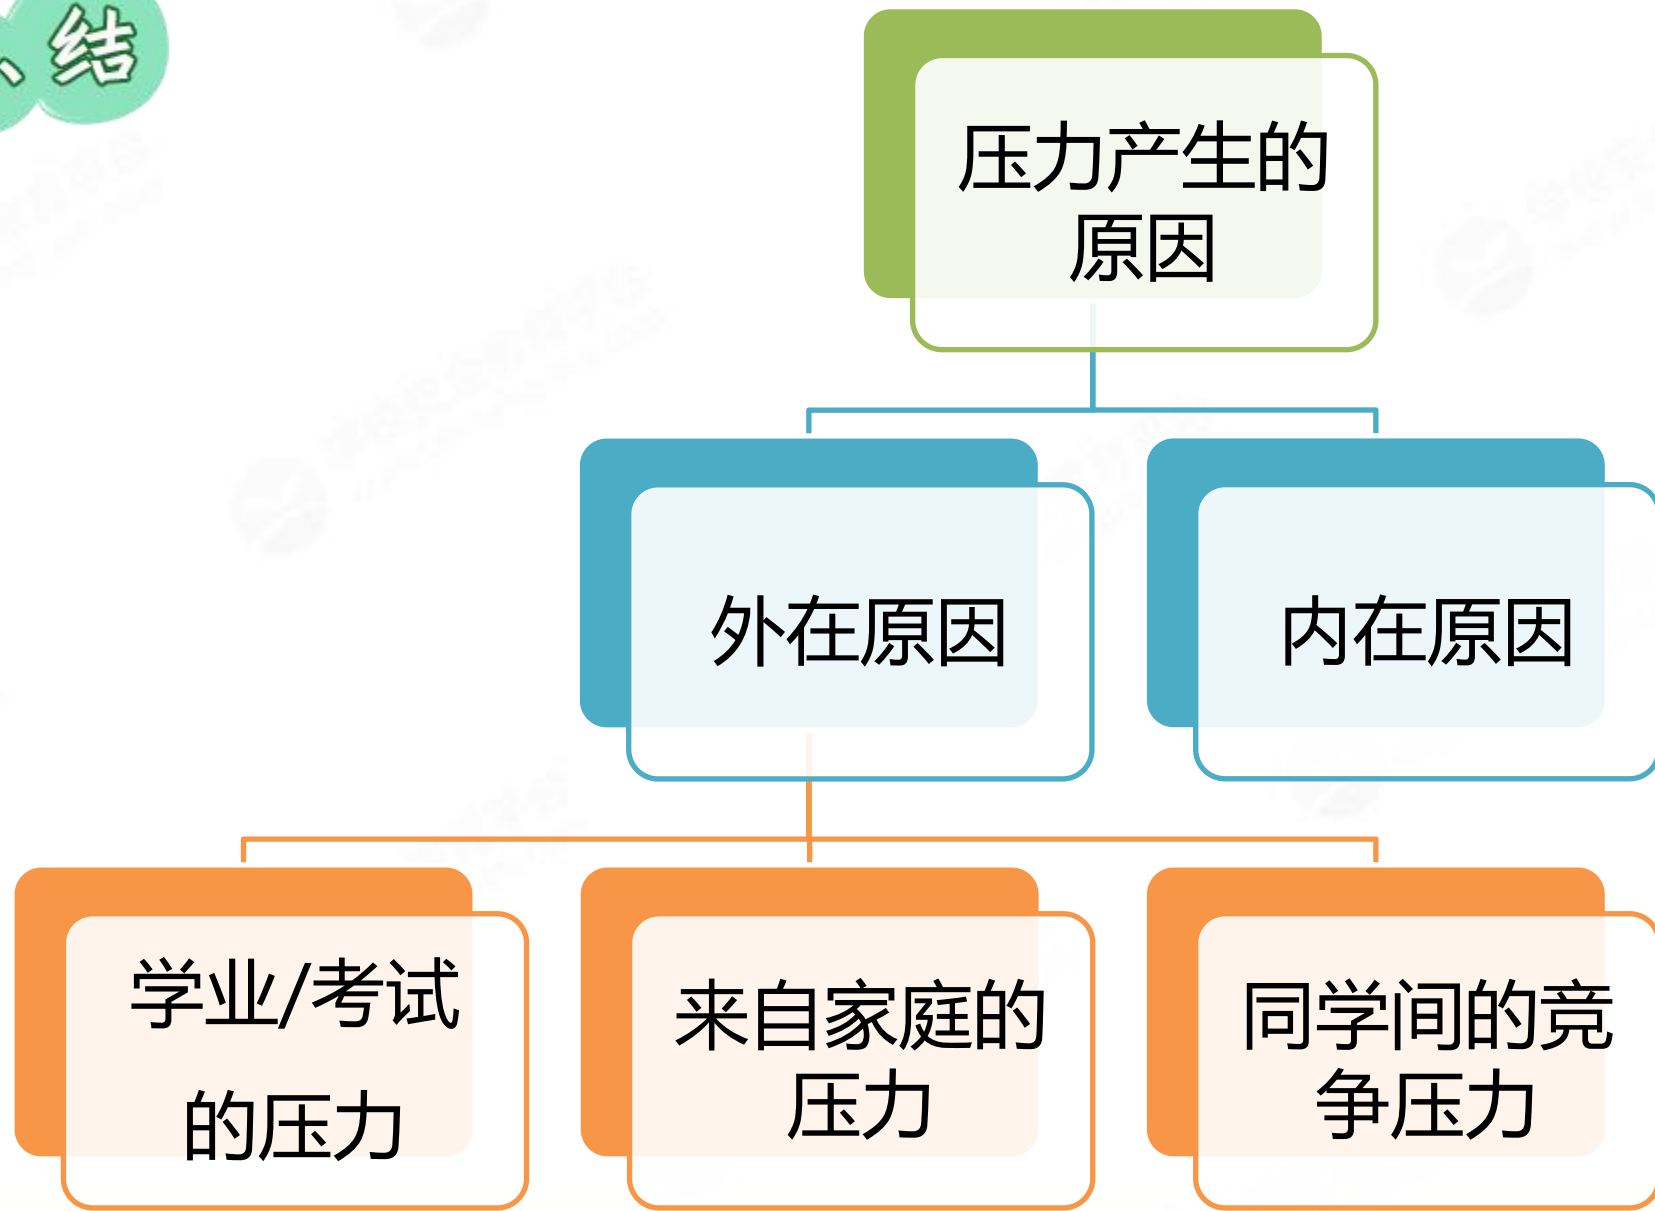 结
压力产生的
原因
外在原因
内在原因
学业/考试
的压力
来自家庭的
压力
同学间的竞
争压力